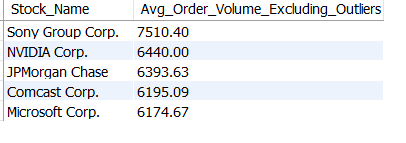 Stock_Name Avg_Order_Volume_Excluding_Outliers
Sony Group Corp. 7510.40
NVIDIA Corp. 6440.00
JPMorgan Chase 6393.63
Comcast Corp. 6195.09
Microsoft Corp. 6174.67